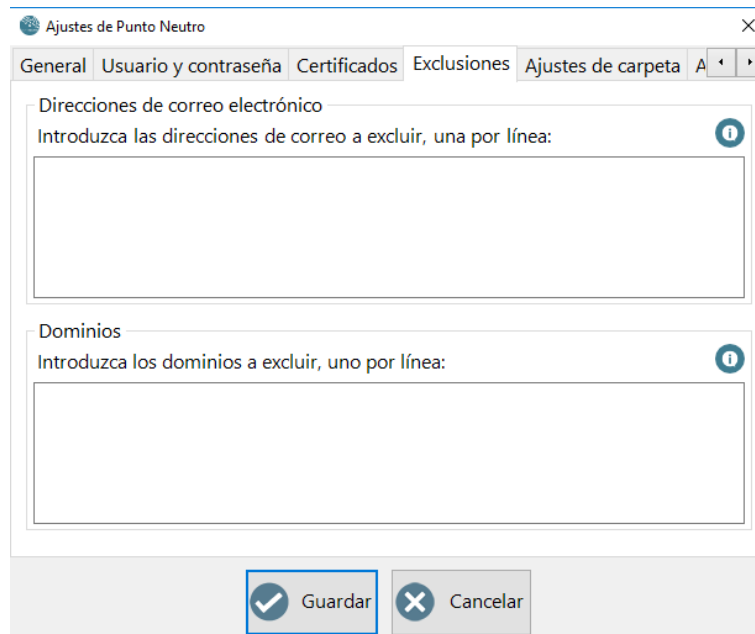 Ajustes de Punto Neutro
General Usuario y contraseña Certificados Exclusiones Ajustes de carpeta A
Direcciones de correo electrónico
Introduzca las direcciones de correo a excluir, una por línea:
Dominios
Introduzca los dominios a excluir, uno por línea:
Guardar Cancelar